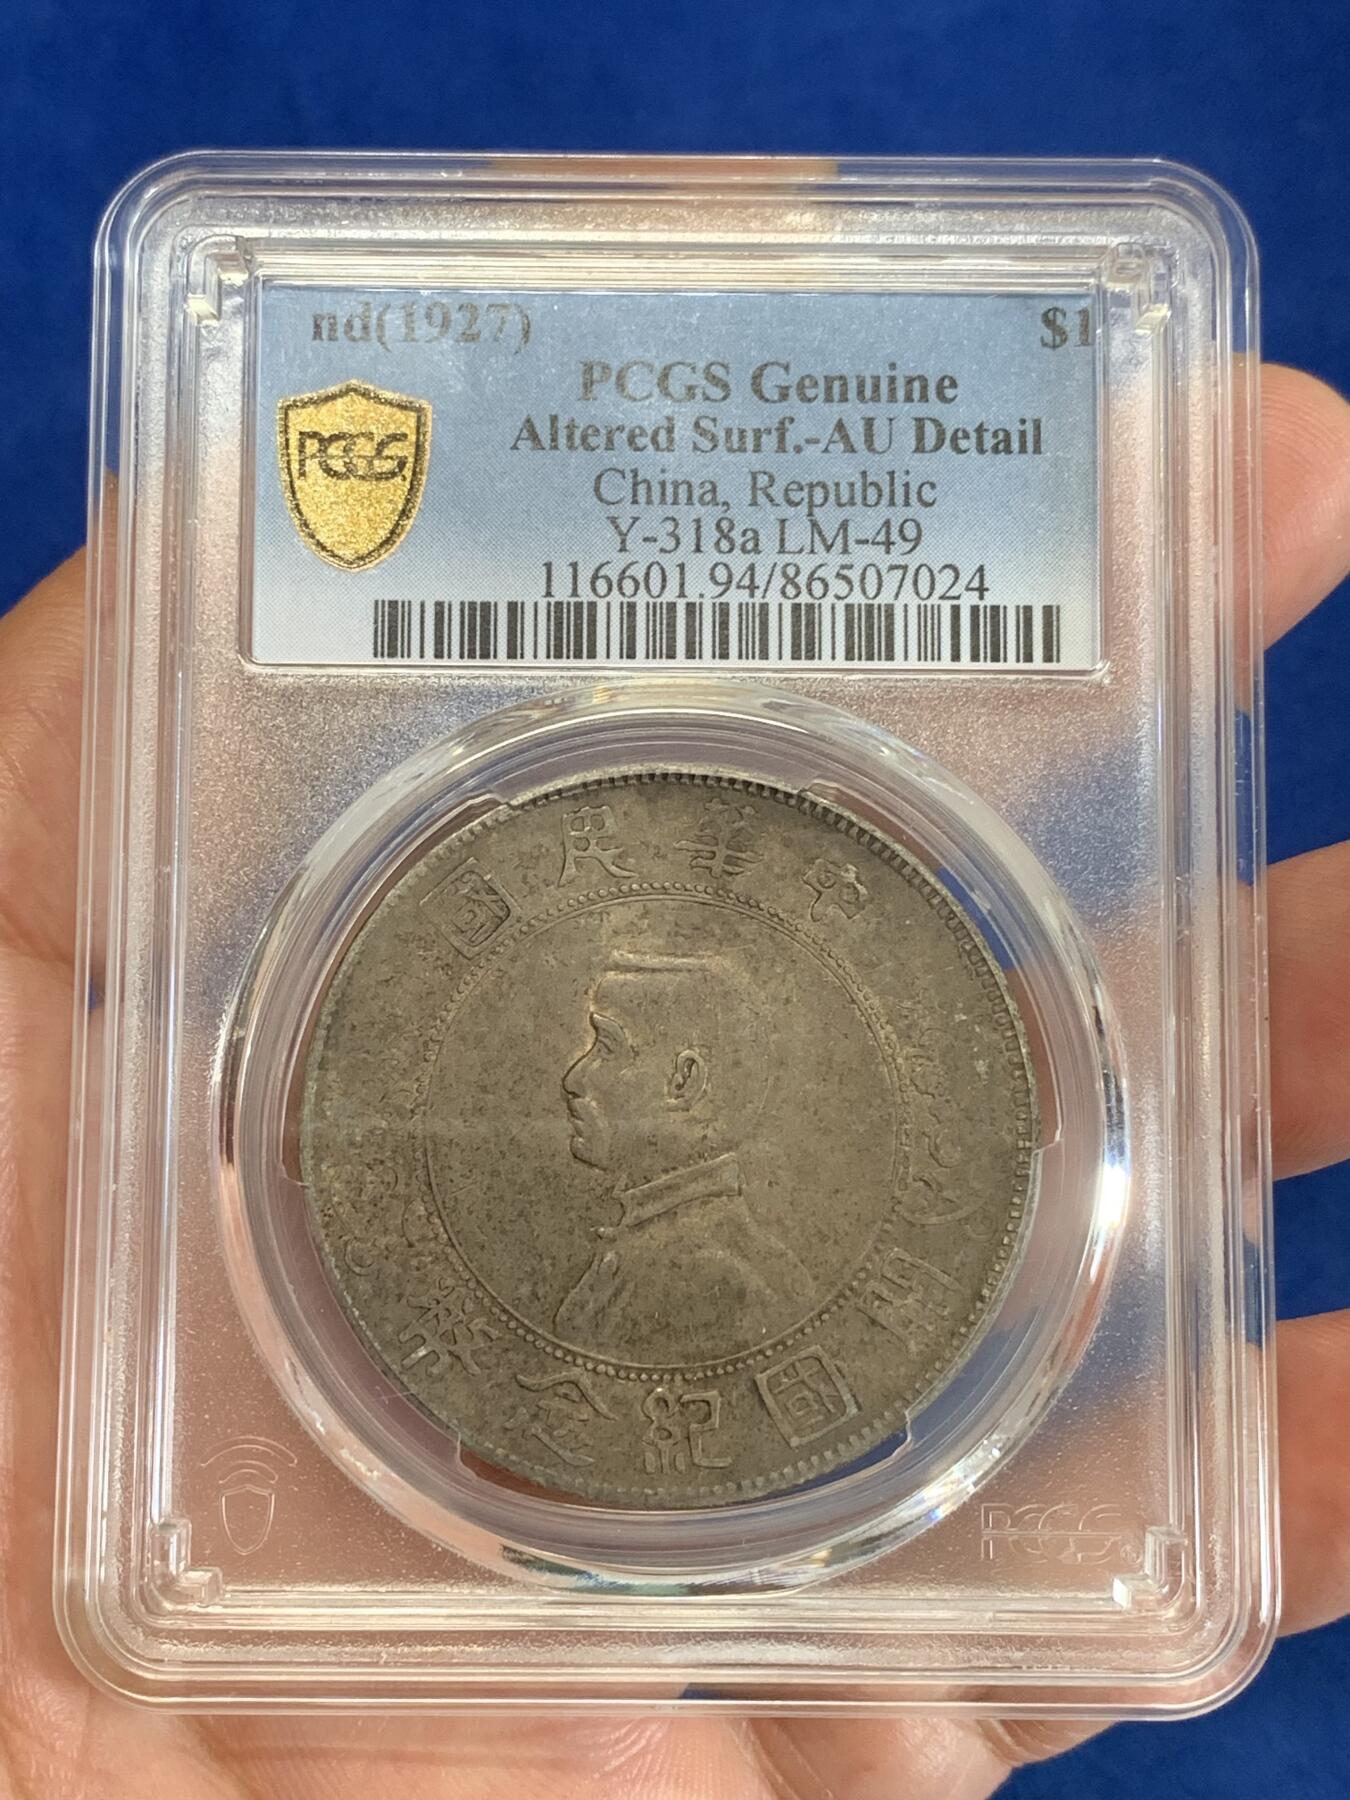 nd(1927) $1
PCGS Genuine
Altered Surf.-AU Detail
China, Republic
Y-318a LM-49
116601.94/86507024
PCGS
中華民國
開國紀念幣
PCGS